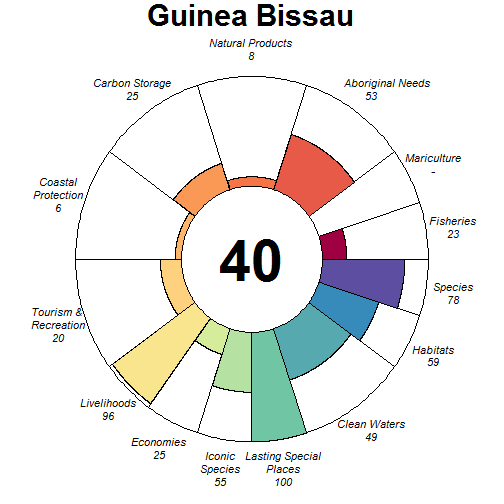 Guinea Bissau
Natural Products
8
Carbon Storage
25
Aboriginal Needs
53
Mariculture
-
Coastal
Protection
6
Fisheries
23
40
Species
78
Tourism &
Recreation
20
Habitats
59
Livelihoods
96
Clean Waters
49
Economies
25
Iconic
Species
55
Lasting Special
Places
100